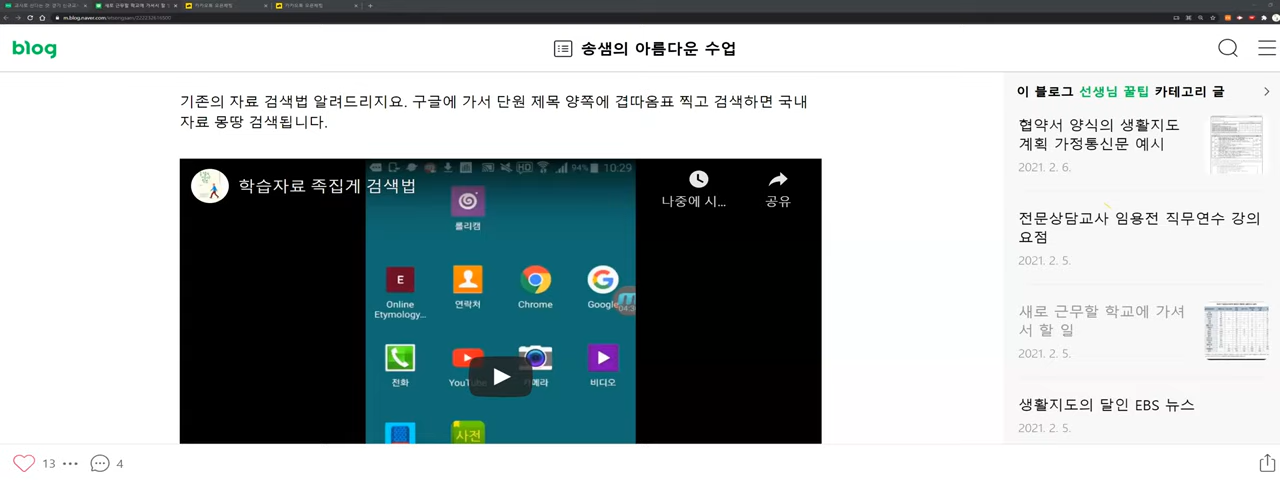 m.blog.naver.com
blog
송샘의 아름다운 수업
기존의 자료 검색법 알려드리지요. 구글에 가서 단원 제목 양쪽에 겹따옴표 찍고 검색하면 국내
자료 몽땅 검색됩니다.
94% 10:29
학습자료 족집게 검색법
나중에 시...
공유
콜리캠
E
Online
Etymology...
연락처
Chrome
Google
전화
YouTube
카메라
비디오
사전
이 블로그 선생님 꿀팁 카테고리 글
협약서 양식의 생활지도
계획 가정통신문 예시
2021. 2. 6.
전문상담교사 임용전 직무연수 강의
요점
2021. 2. 5.
새로 근무할 학교에 가셔
서 할 일
2021. 2. 5.
생활지도의 달인 EBS 뉴스
2021. 2. 5.
13
4